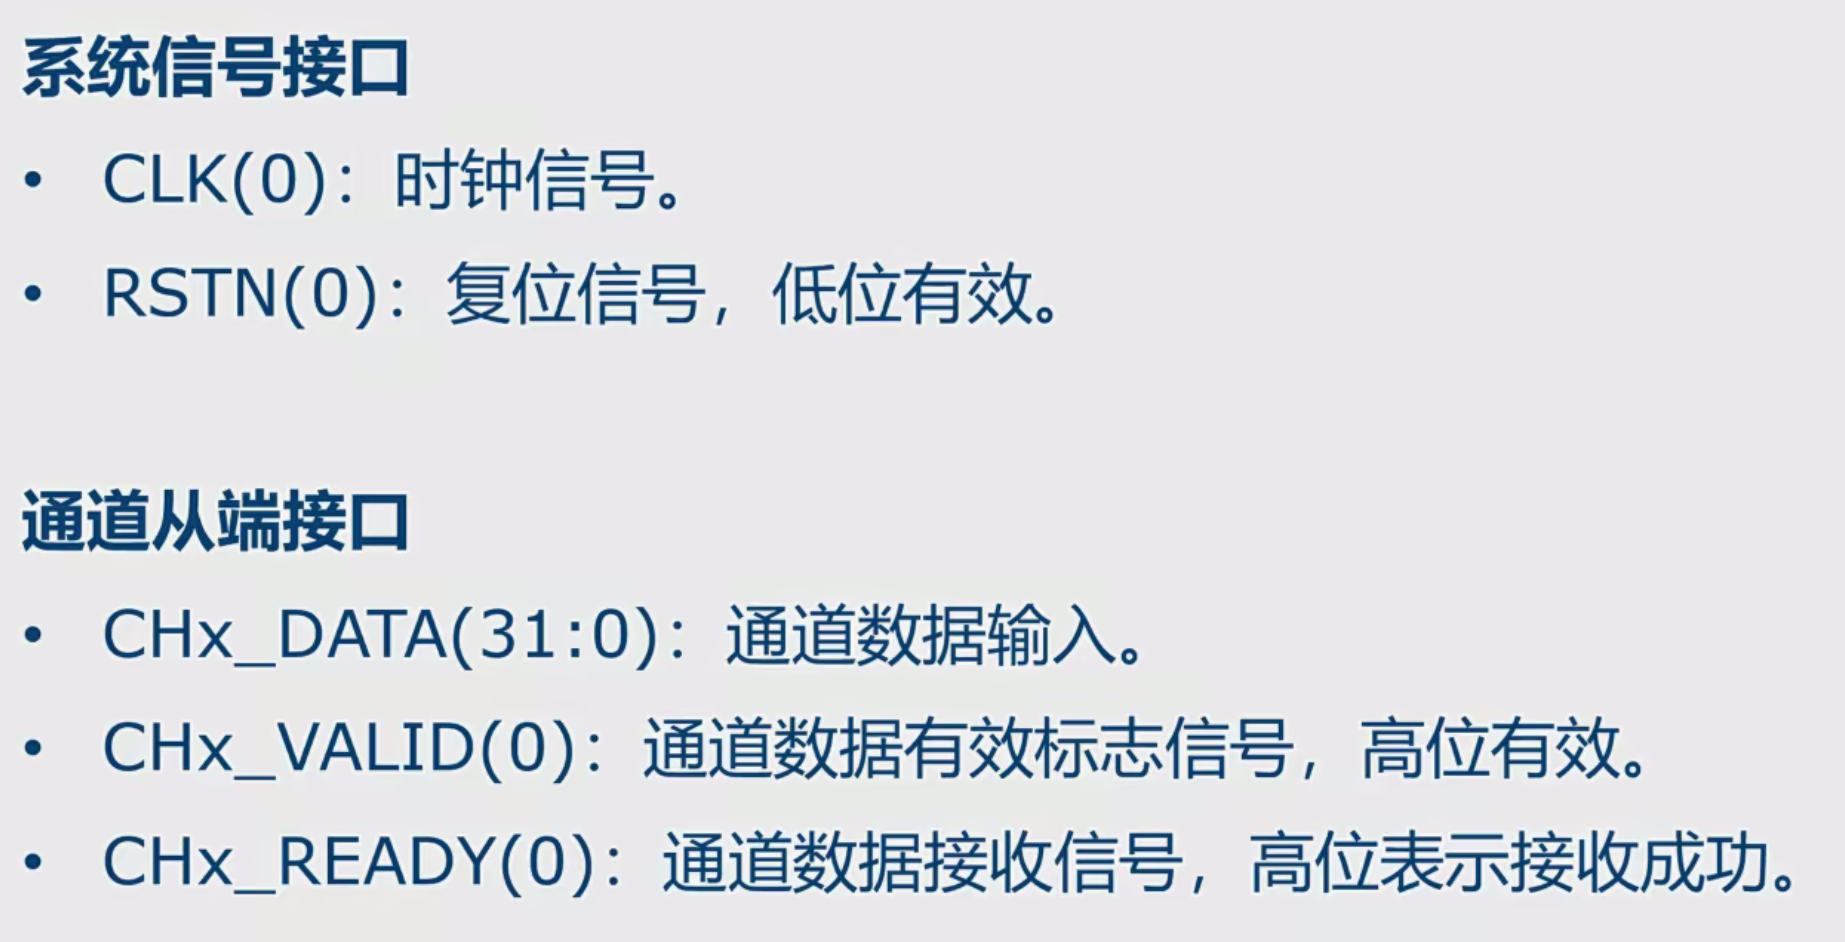 系统信号接口
• CLK(0)：时钟信号。
• RSTN(0)：复位信号，低位有效。
通道从端接口
• CHx_DATA(31:0)：通道数据输入。
• CHx_VALID(0)：通道数据有效标志信号，高位有效。
• CHx_READY(0)：通道数据接收信号，高位表示接收成功。